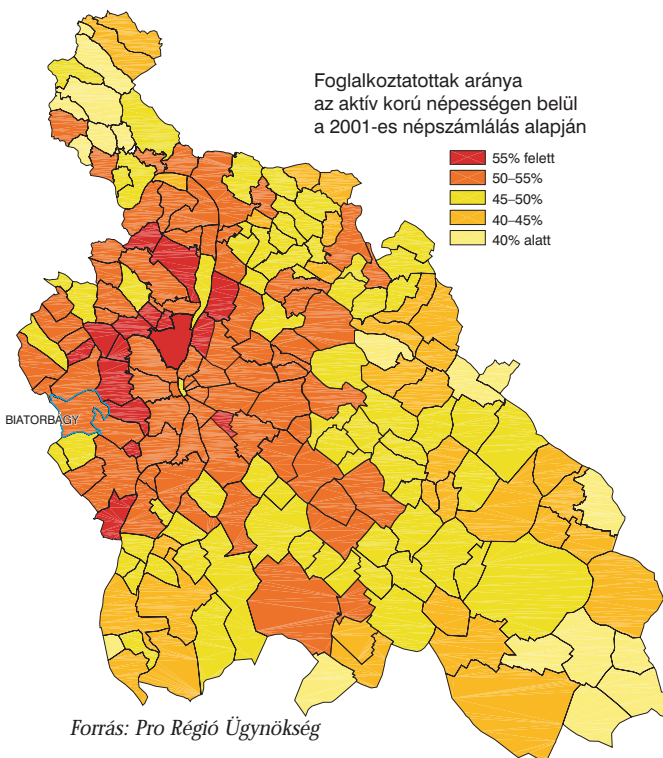 Foglalkoztatottak aránya
az aktív korú népességen belül
a 2001-es népszámlálás alapján
55% felett
50–55%
45–50%
40–45%
40% alatt
BIATORBÁGY
Forrás: Pro Régió Ügynökség